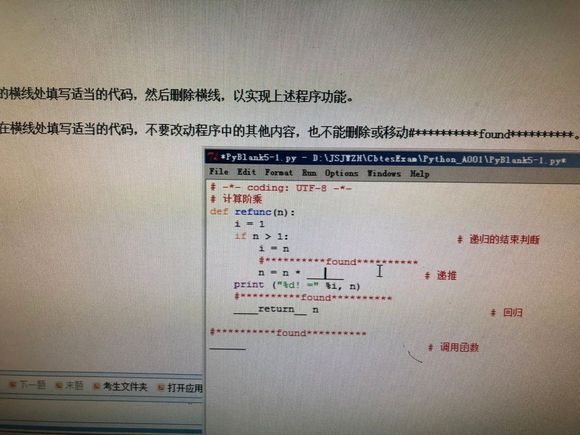 的横线处填写适当的代码，然后删除横线，以实现上述程序功能。
在横线处填写适当的代码，不要改动程序中的其他内容，也不能删除或移动#**********found**********。
*PyBlank5-1.py - D:\JSJWZH\CbtesExam\Python_A001\PyBlank5-1.py*
File Edit Format Run Options Windows Help
# -*- coding: UTF-8 -*-
# 计算阶乘
def refunc(n):
i = 1
if n > 1: # 递归的结束判断
i = n
#**********found**********
n = n * ______ # 递推
print ("%d! =" %i, n)
#**********found**********
____return__ n # 回归
#**********found**********
______ # 调用函数
下一题 末题 考生文件夹 打开应用